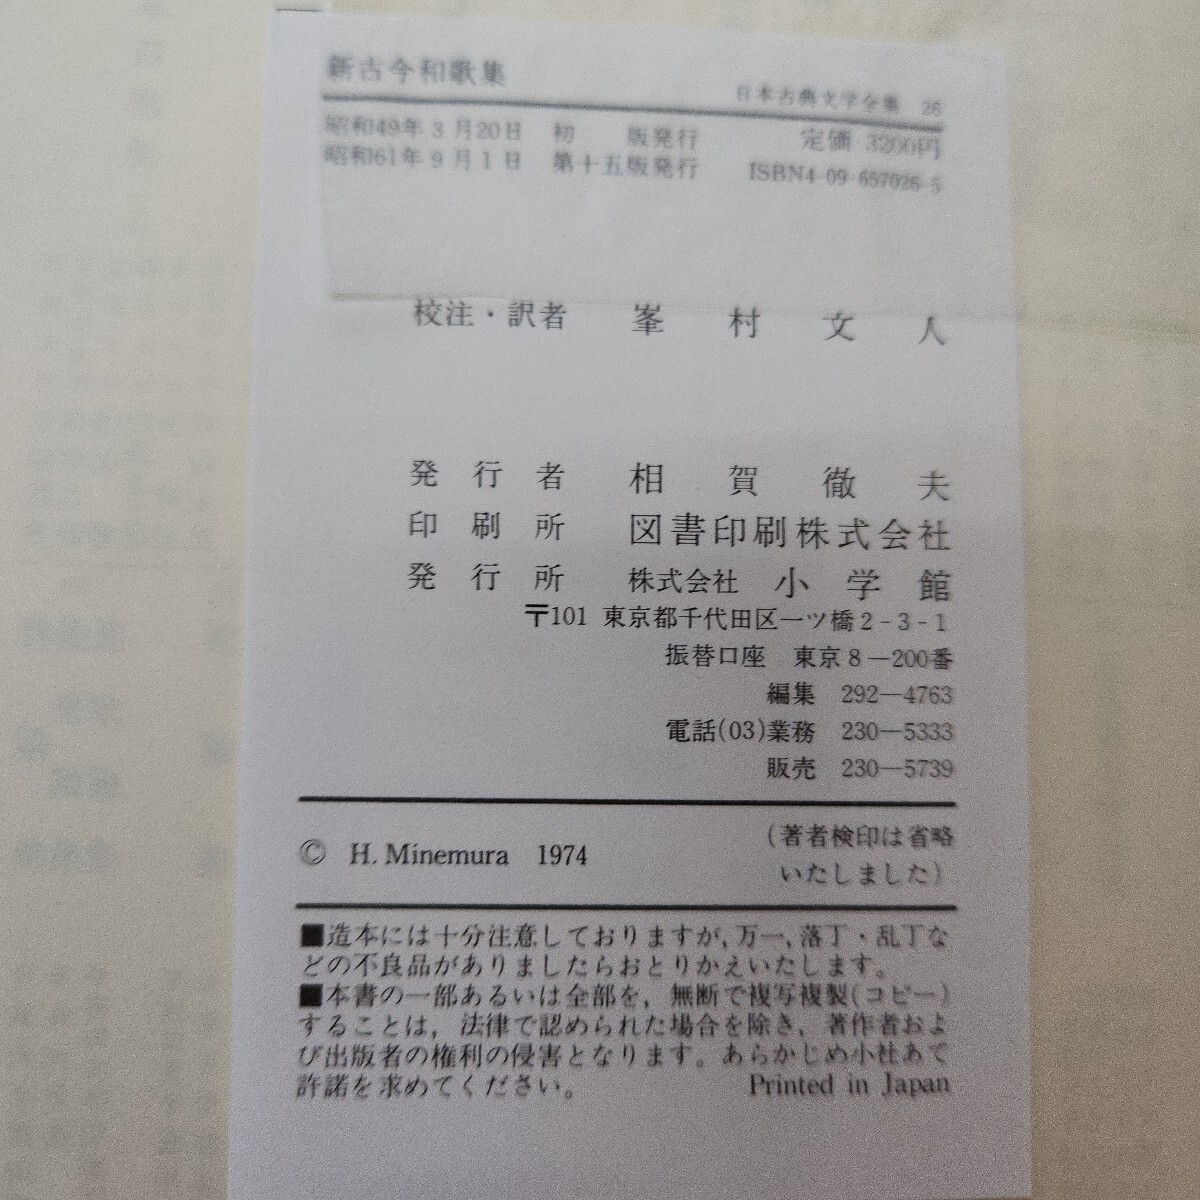 新古今和歌集 日本古典文学全集 26
昭和49年3月20日 初 版発行 定価 3200円
昭和61年9月1日 第十五版発行 ISBN4-09-657026-5
校注・訳者 峯村文人
発行者 相賀徹夫
印刷所 図書印刷株式会社
発行所 株式会社 小学館
〒101 東京都千代田区一ツ橋2-3-1
振替口座 東京8—200番
編集 292—4763
電話(03)業務 230—5333
販売 230—5739
© H. Minemura 1974 (著者検印は省略
いたしました)
■造本には十分注意しておりますが,万一,落丁・乱丁な
どの不良品がありましたらおとりかえいたします。
■本書の一部あるいは全部を,無断で複写複製(コピー)
することは,法律で認められた場合を除き,著作者およ
び出版者の権利の侵害となります。あらかじめ小社あて
許諾を求めてください。 Printed in Japan